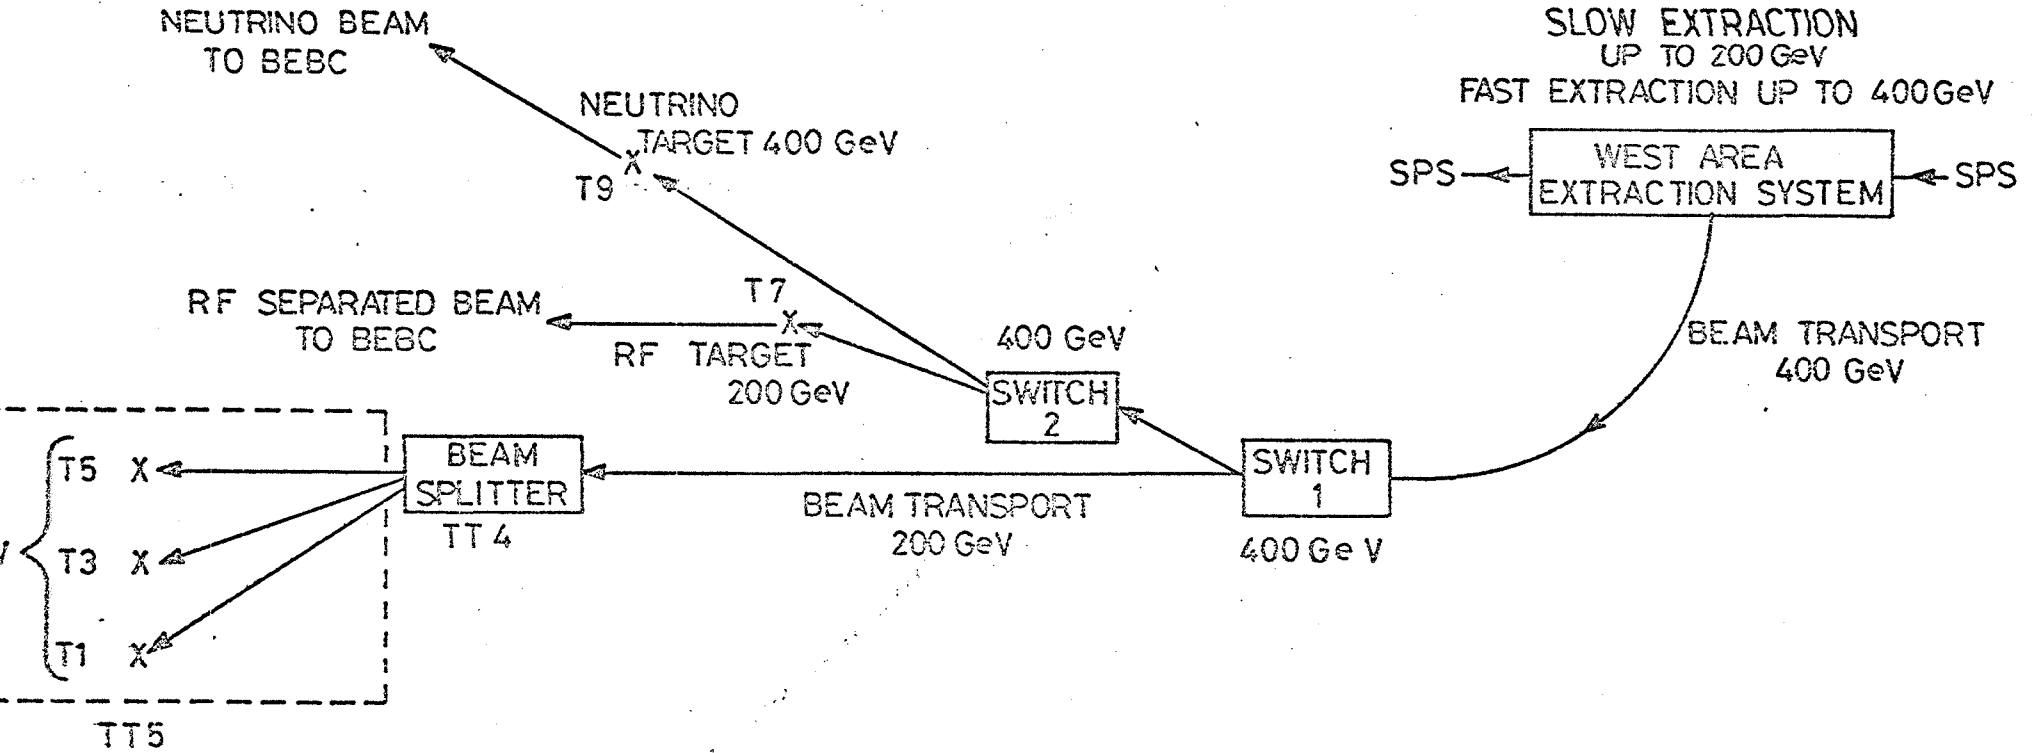 NEUTRINO BEAM
TO BEBC
NEUTRINO
TARGET 400 GeV
X
T9
SLOW EXTRACTION
UP TO 200 GeV
FAST EXTRACTION UP TO 400 GeV
SPS
WEST AREA
EXTRACTION SYSTEM
SPS
BEAM TRANSPORT
400 GeV
RF SEPARATED BEAM
TO BEBC
T7
X
RF TARGET
200 GeV
400 GeV
SWITCH
2
SWITCH
1
400 GeV
BEAM TRANSPORT
200 GeV
BEAM
SPLITTER
TT4
T5 X
T3 X
T1 X
TT5